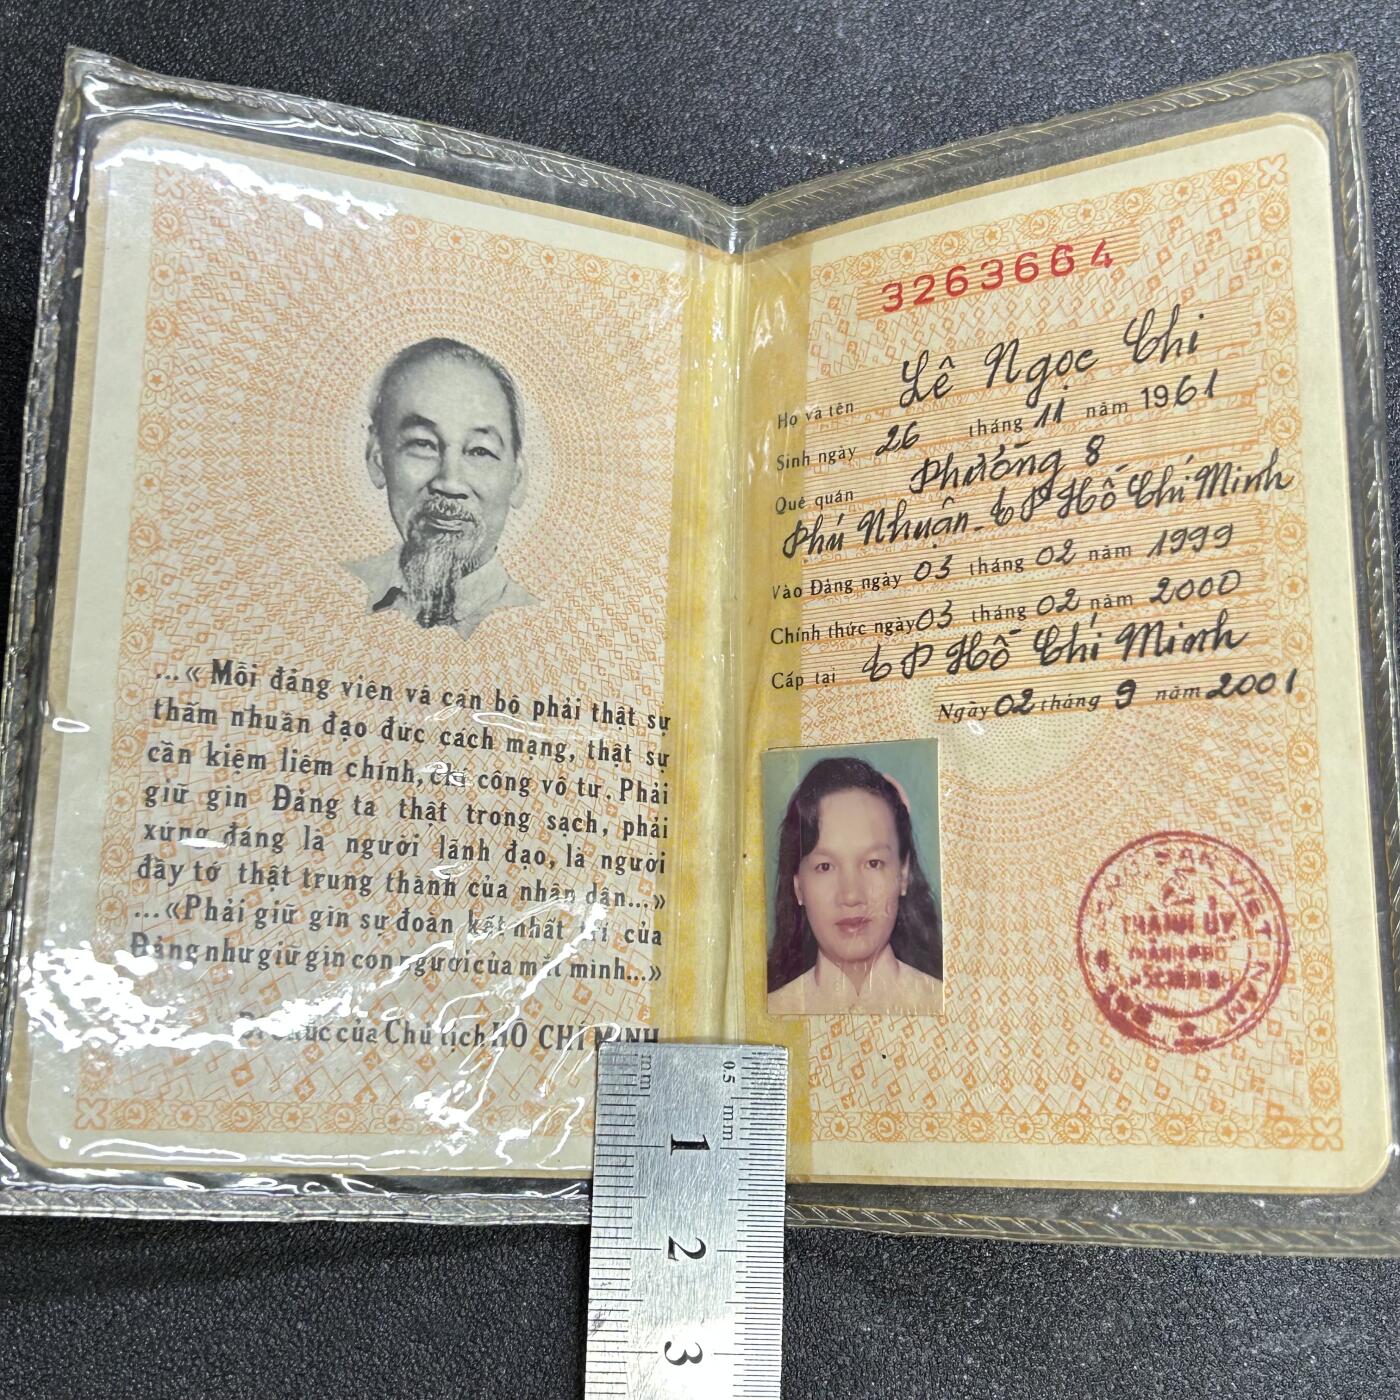 ...« Mỗi đảng viên và cán bộ phải thật sự
thấm nhuần đạo đức cách mạng, thật sự
cần kiệm liêm chính, chí công vô tư. Phải
giữ gìn Đảng ta thật trong sạch, phải
xứng đáng là người lãnh đạo, là người
đầy tớ thật trung thành của nhân dân...»
...«Phải giữ gìn sự đoàn kết nhất trí của
Đảng như giữ gìn con ngươi của mắt mình...»
Di chúc của Chủ tịch HỒ CHÍ MINH
3263664
Họ và tên Lê Ngọc Chi
Sinh ngày 26 tháng 11 năm 1961
Quê quán Phường 8
Phú Nhuận - TP Hồ Chí Minh
Vào Đảng ngày 03 tháng 02 năm 1999
Chính thức ngày 03 tháng 02 năm 2000
Cấp tại TP Hồ Chí Minh
Ngày 02 tháng 9 năm 2001
VIỆT NAM
THÀNH ỦY
THÀNH PHỐ
mm
0.5 mm
1
2
3